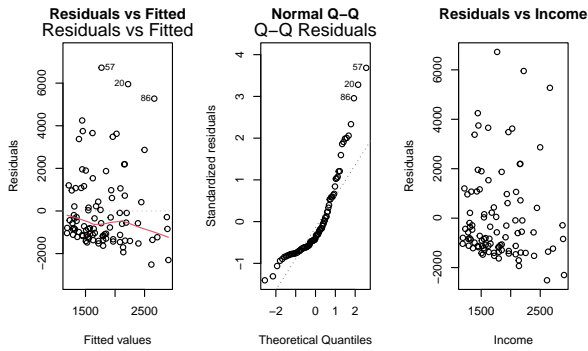 Residuals vs Fitted
Residuals vs Fitted
57
20
86
Residuals
6000
4000
2000
0
−2000
1500
2500
Fitted values
Normal Q−Q
Q−Q Residuals
57
20
86
Standardized residuals
4
3
2
1
0
−1
−2
0
1
2
Theoretical Quantiles
Residuals vs Income
Residuals
6000
4000
2000
0
−2000
1500
2500
Income